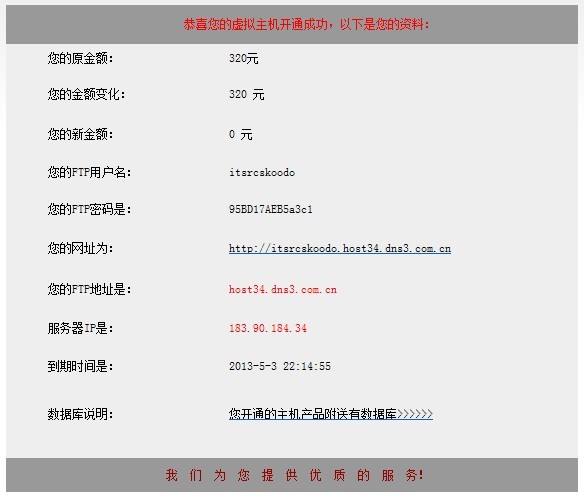 恭喜您的虚拟主机开通成功，以下是您的资料：
您的原金额： 320元
您的金额变化： 320 元
您的新金额： 0 元
您的FTP用户名： itsrcskoodo
您的FTP密码是： 95BD17AEB5a3c1
您的网址为： http://itsrcskoodo.host34.dns3.com.cn
您的FTP地址是： host34.dns3.com.cn
服务器IP是： 183.90.184.34
到期时间是： 2013-5-3 22:14:55
数据库说明： 您开通的主机产品附送有数据库>>>>>>
我 们 为 您 提 供 优 质 的 服 务!